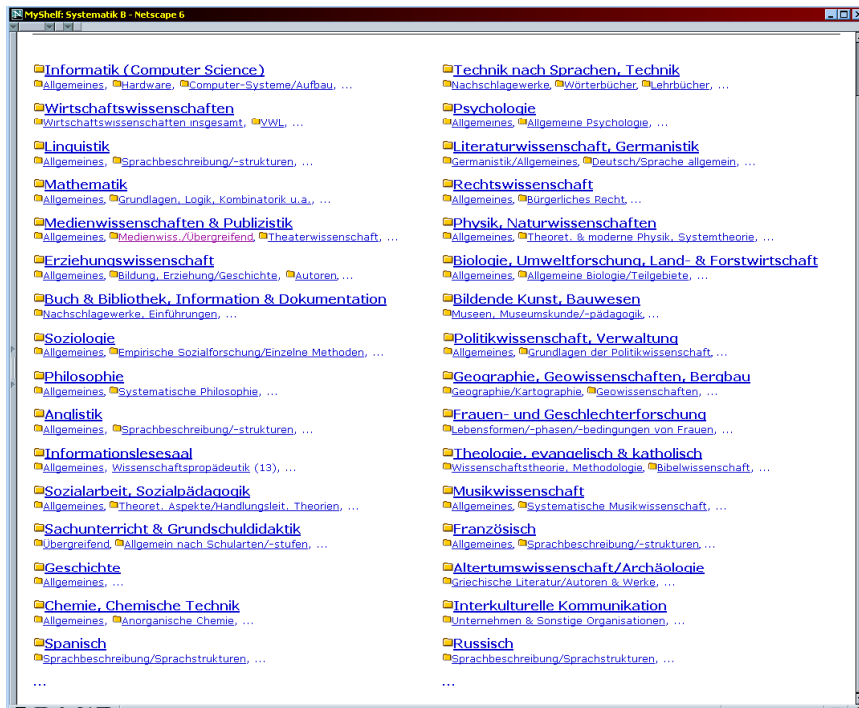 MyShelf: Systematik B - Netscape 6
Informatik (Computer Science)
Allgemeines, Hardware, Computer-Systeme/Aufbau, ...
Wirtschaftswissenschaften
Wirtschaftswissenschaften insgesamt, VWL, ...
Linguistik
Allgemeines, Sprachbeschreibung/-strukturen, ...
Mathematik
Allgemeines, Grundlagen, Logik, Kombinatorik u.a., ...
Medienwissenschaften & Publizistik
Allgemeines, Medienwiss./Übergreifend, Theaterwissenschaft, ...
Erziehungswissenschaft
Allgemeines, Bildung, Erziehung/Geschichte, Autoren, ...
Buch & Bibliothek, Information & Dokumentation
Nachschlagewerke, Einführungen, ...
Soziologie
Allgemeines, Empirische Sozialforschung/Einzelne Methoden, ...
Philosophie
Allgemeines, Systematische Philosophie, ...
Anglistik
Allgemeines, Sprachbeschreibung/-strukturen, ...
Informationslesesaal
Allgemeines, Wissenschaftspropädeutik (13), ...
Sozialarbeit, Sozialpädagogik
Allgemeines, Theoret. Aspekte/Handlungsleit. Theorien, ...
Sachunterricht & Grundschuldidaktik
Übergreifend, Allgemein nach Schularten/-stufen, ...
Geschichte
Allgemeines, ...
Chemie, Chemische Technik
Allgemeines, Anorganische Chemie, ...
Spanisch
Sprachbeschreibung/Sprachstrukturen, ...
...
Technik nach Sprachen, Technik
Nachschlagewerke, Wörterbücher, Lehrbücher, ...
Psychologie
Allgemeines, Allgemeine Psychologie, ...
Literaturwissenschaft, Germanistik
Germanistik/Allgemeines, Deutsch/Sprache allgemein, ...
Rechtswissenschaft
Allgemeines, Bürgerliches Recht, ...
Physik, Naturwissenschaften
Allgemeines, Theoret. & moderne Physik, Systemtheorie, ...
Biologie, Umweltforschung, Land- & Forstwirtschaft
Allgemeines, Allgemeine Biologie/Teilgebiete, ...
Bildende Kunst, Bauwesen
Museen, Museumskunde/-pädagogik, ...
Politikwissenschaft, Verwaltung
Allgemeines, Grundlagen der Politikwissenschaft, ...
Geographie, Geowissenschaften, Bergbau
Geographie/Kartographie, Geowissenschaften, ...
Frauen- und Geschlechterforschung
Lebensformen/-phasen/-bedingungen von Frauen, ...
Theologie, evangelisch & katholisch
Wissenschaftstheorie, Methodologie, Bibelwissenschaft, ...
Musikwissenschaft
Allgemeines, Systematische Musikwissenschaft, ...
Französisch
Allgemeines, Sprachbeschreibung/-strukturen, ...
Altertumswissenschaft/Archäologie
Griechische Literatur/Autoren & Werke, ...
Interkulturelle Kommunikation
Unternehmen & Sonstige Organisationen, ...
Russisch
Sprachbeschreibung/Sprachstrukturen, ...
...